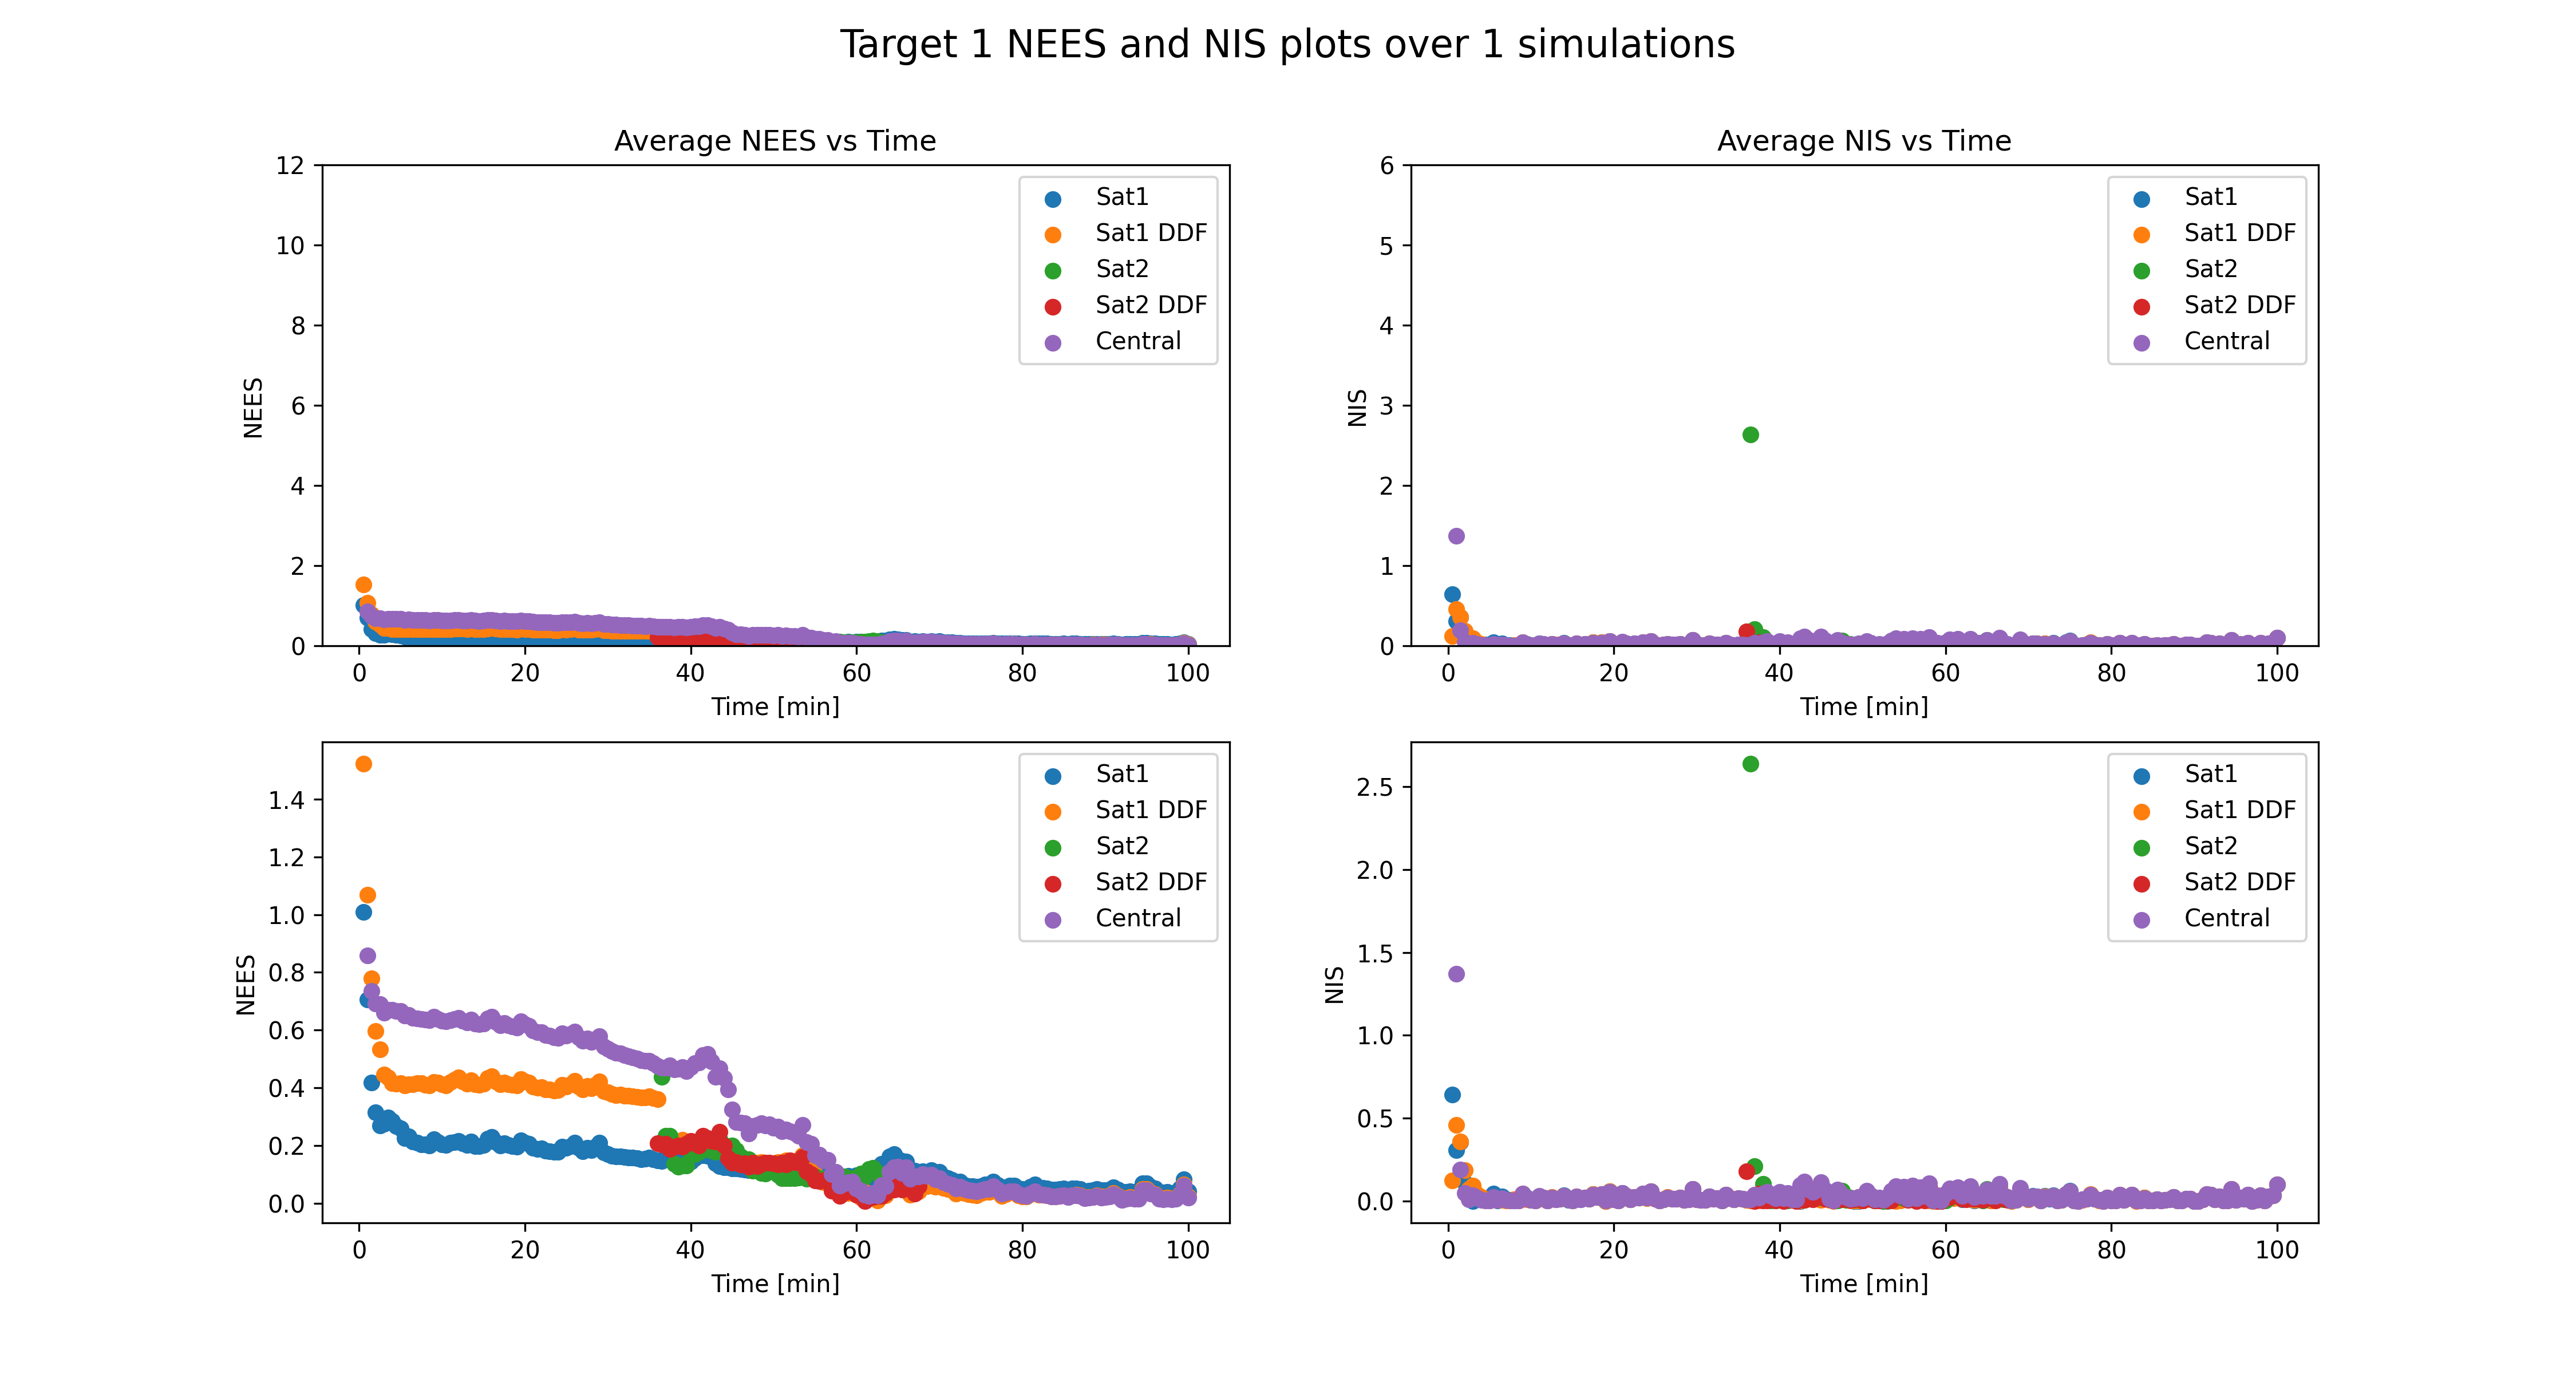 Target 1 NEES and NIS plots over 1 simulations
Average NEES vs Time
12
10
8
6
4
2
0
NEES
0 20 40 60 80 100
Time [min]
Sat1
Sat1 DDF
Sat2
Sat2 DDF
Central
Average NIS vs Time
6
5
4
3
2
1
0
NIS
0 20 40 60 80 100
Time [min]
Sat1
Sat1 DDF
Sat2
Sat2 DDF
Central
1.4
1.2
1.0
0.8
0.6
0.4
0.2
0.0
NEES
0 20 40 60 80 100
Time [min]
Sat1
Sat1 DDF
Sat2
Sat2 DDF
Central
2.5
2.0
1.5
1.0
0.5
0.0
NIS
0 20 40 60 80 100
Time [min]
Sat1
Sat1 DDF
Sat2
Sat2 DDF
Central